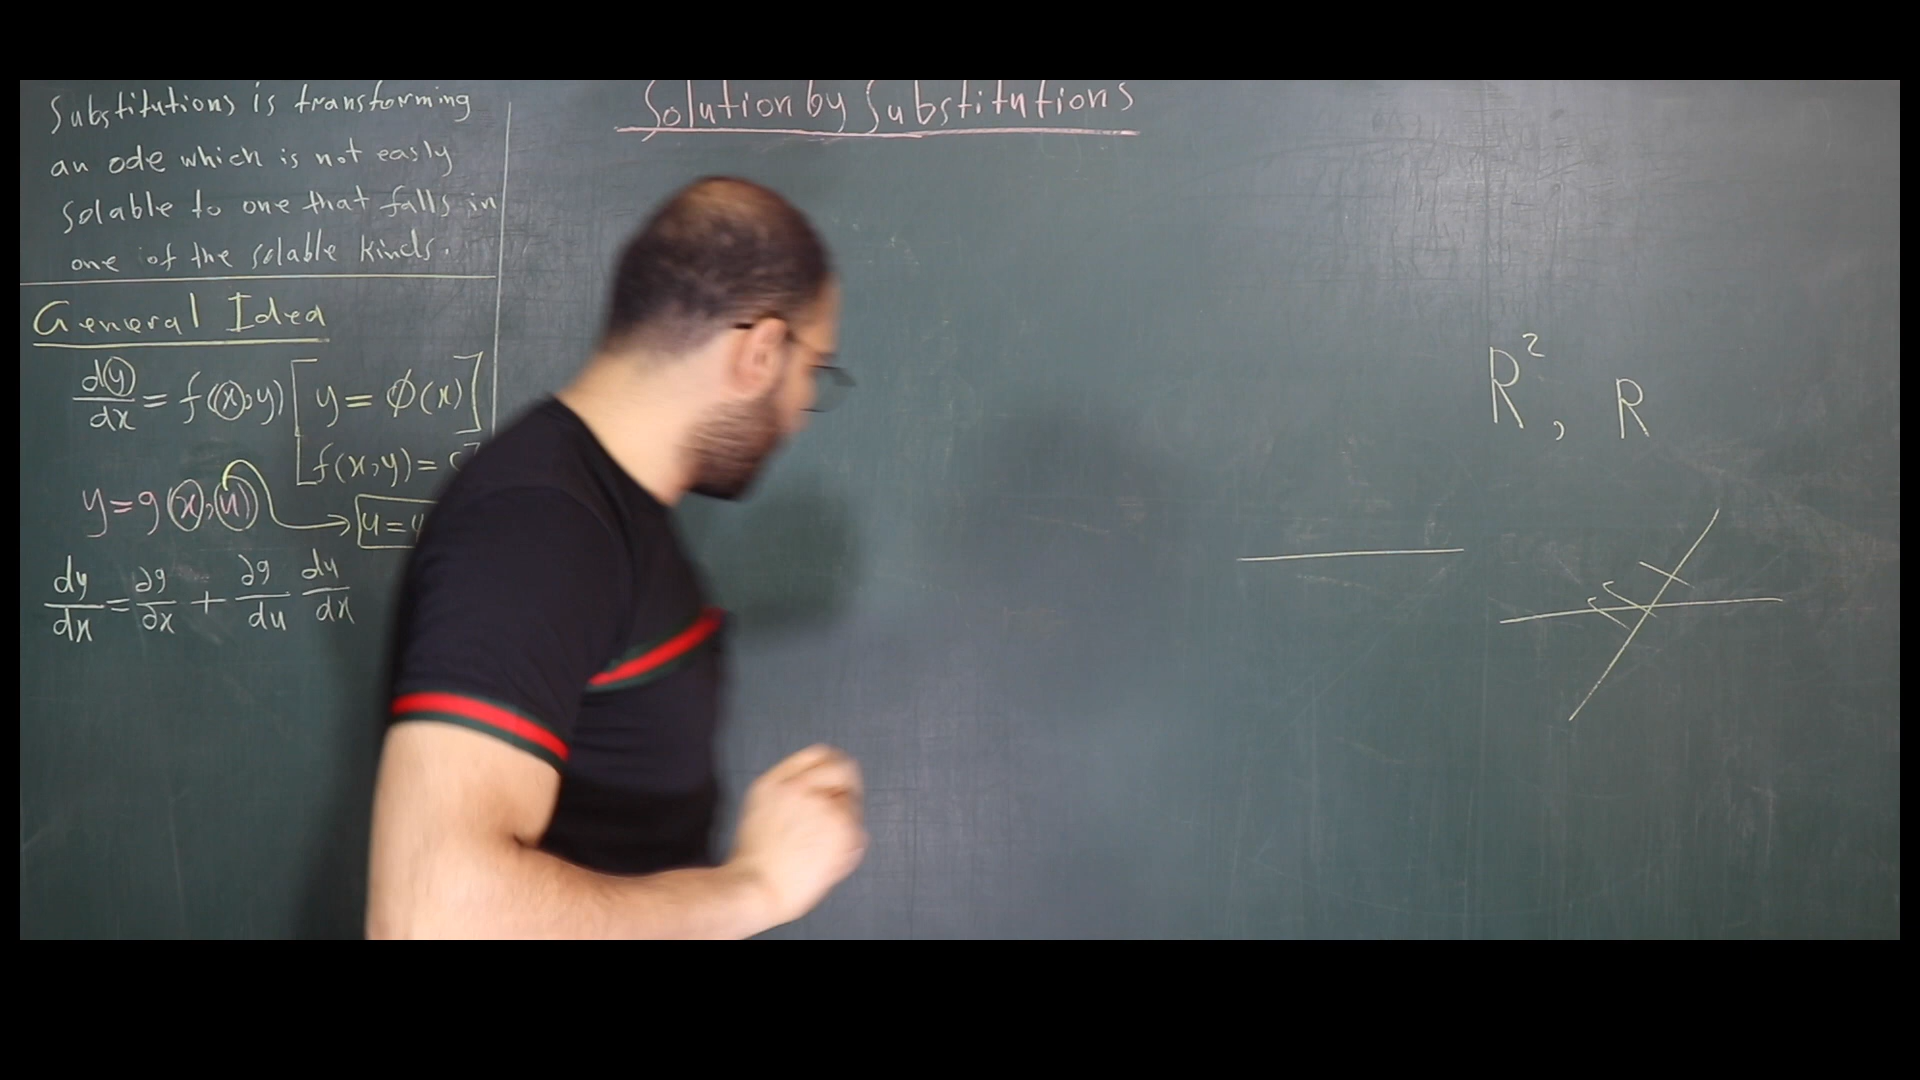 Solution by Substitutions
Substitutions is transforming
an ode which is not easly
Solable to one that falls in
one of the solable kinds.
General Idea
dy/dx = f(x,y) [y = ϕ(x)]
[f(x,y) = c]
y = g(x,u) → u =
dy/dx = ∂g/∂x + ∂g/du du/dx
R², R